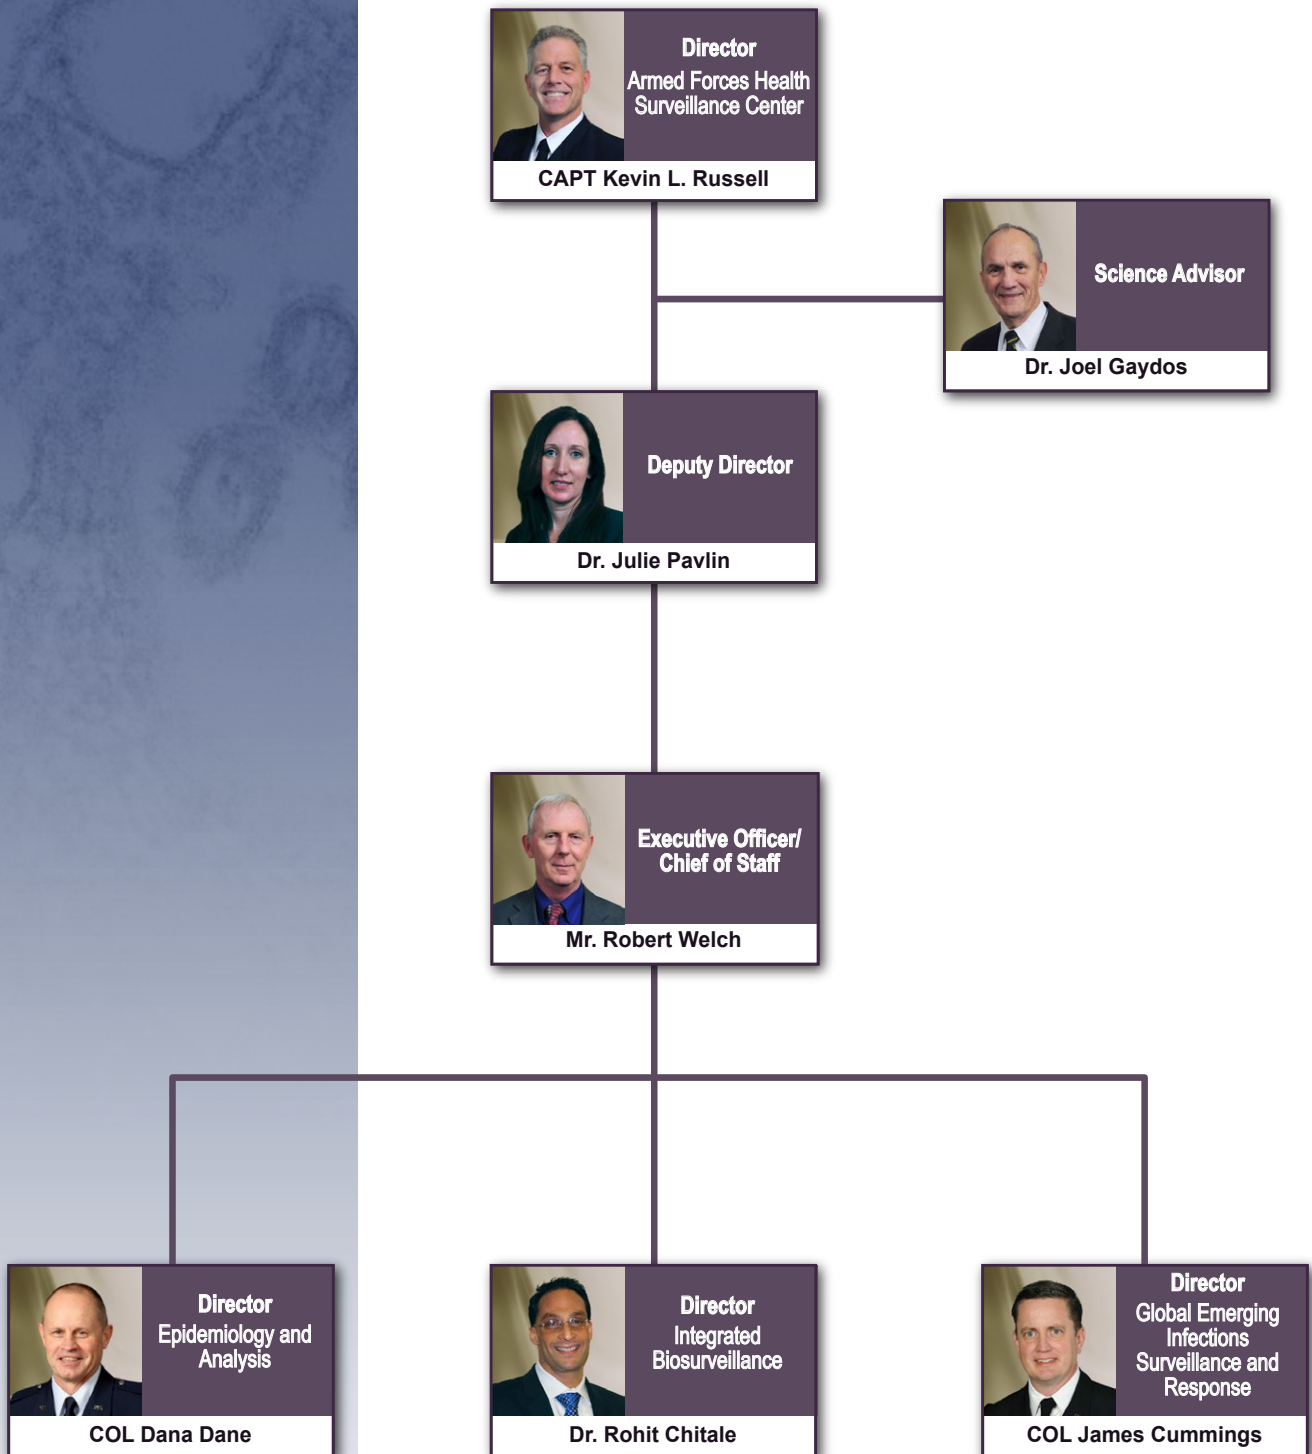 Director
Armed Forces Health
Surveillance Center
CAPT Kevin L. Russell
Science Advisor
Dr. Joel Gaydos
Deputy Director
Dr. Julie Pavlin
Executive Officer/
Chief of Staff
Mr. Robert Welch
Director
Epidemiology and
Analysis
COL Dana Dane
Director
Integrated
Biosurveillance
Dr. Rohit Chitale
Director
Global Emerging
Infections
Surveillance and
Response
COL James Cummings